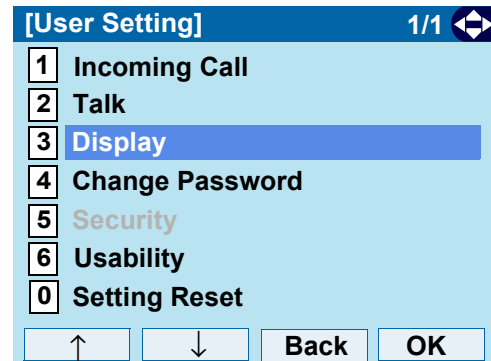 [User Setting] 1/1
1 Incoming Call
2 Talk
3 Display
4 Change Password
5 Security
6 Usability
0 Setting Reset
↑ ↓ Back OK